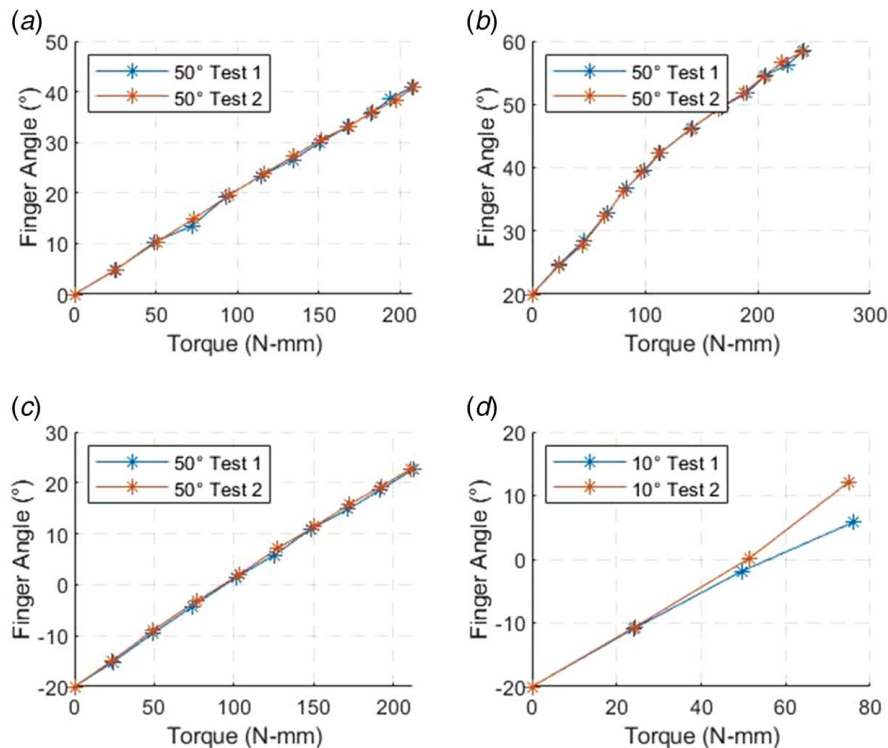 (a)
50
40
30
20
10
0
Finger Angle (°)
50° Test 1
50° Test 2
0 50 100 150 200
Torque (N-mm)
(b)
60
50
40
30
20
Finger Angle (°)
50° Test 1
50° Test 2
0 100 200 300
Torque (N-mm)
(c)
30
20
10
0
-10
-20
Finger Angle (°)
50° Test 1
50° Test 2
0 50 100 150 200
Torque (N-mm)
(d)
20
10
0
-10
-20
Finger Angle (°)
10° Test 1
10° Test 2
0 20 40 60 80
Torque (N-mm)